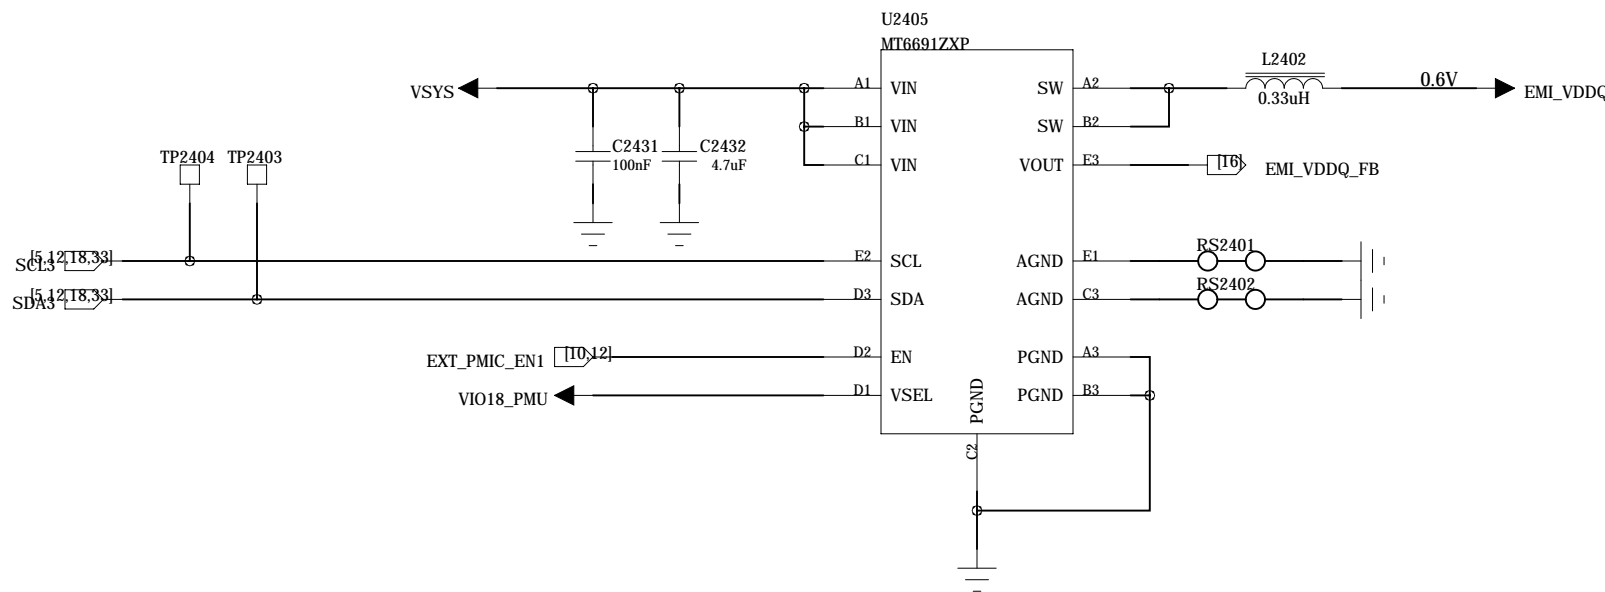 U2405
MT6691ZXP
VSYS
A1 VIN
B1 VIN
C1 VIN
SW A2
SW B2
VOUT E3
L2402
0.33uH
0.6V
EMI_VDDQ
[16]
EMI_VDDQ_FB
C2431
100nF
C2432
4.7uF
TP2404
TP2403
SCL3 [5,12,18,33]
SDA3 [5,12,18,33]
E2 SCL
D3 SDA
AGND E1
AGND C3
RS2401
RS2402
EXT_PMIC_EN1 [10,12]
VIO18_PMU
D2 EN
D1 VSEL
PGND A3
PGND B3
PGND
C2